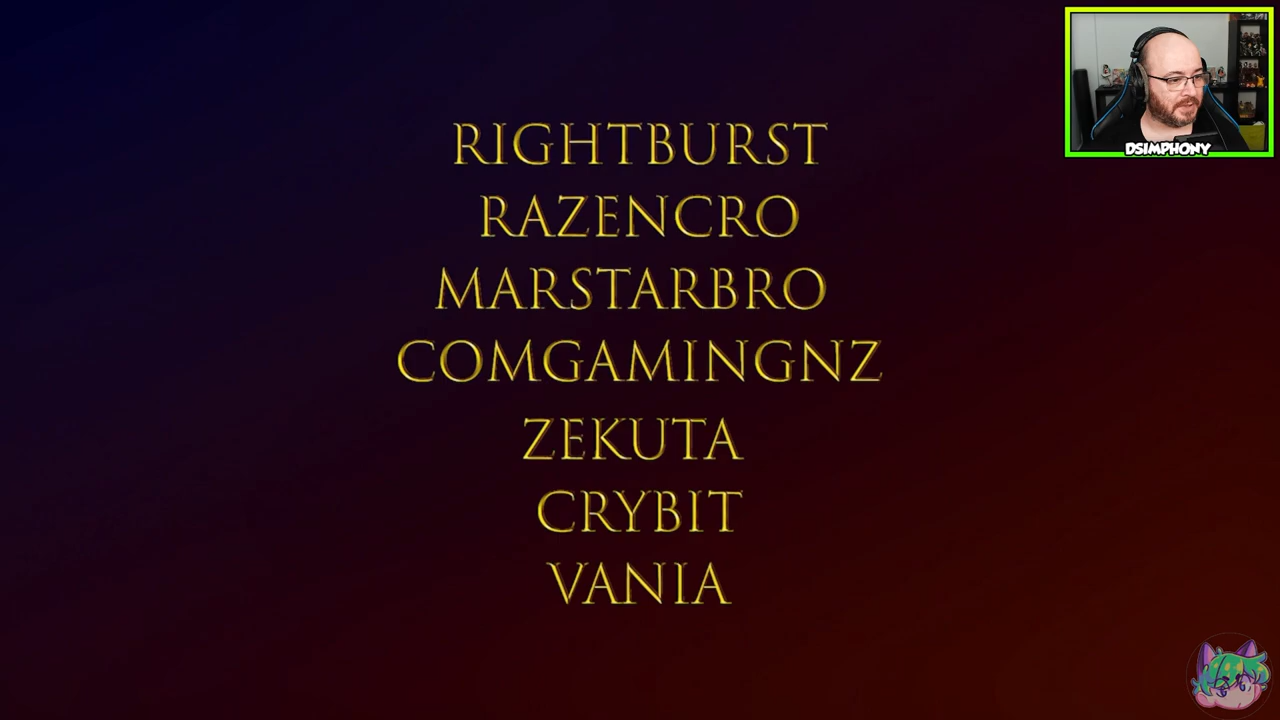 RIGHTBURST
RAZENCRO
MARSTARBRO
COMGAMINGNZ
ZEKUTA
CRYBIT
VANIA
DSIMPHONY